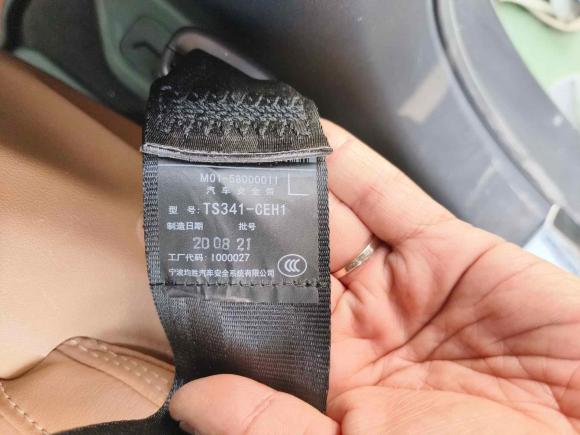 M01-58000011
汽车安全带 L
型 号: TS341-CEH1
制造日期 批号
20 08 21
工厂代码: I000027
宁波均胜汽车安全系统有限公司
CCC